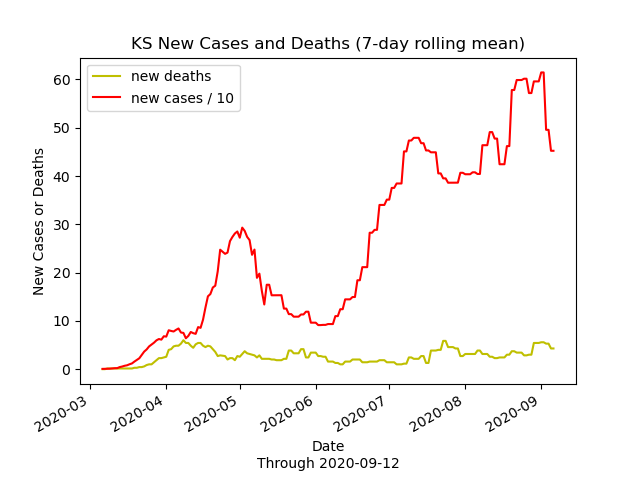 KS New Cases and Deaths (7-day rolling mean)
new deaths
new cases / 10
60
50
40
30
20
10
0
New Cases or Deaths
2020-03
2020-04
2020-05
2020-06
2020-07
2020-08
2020-09
Date
Through 2020-09-12